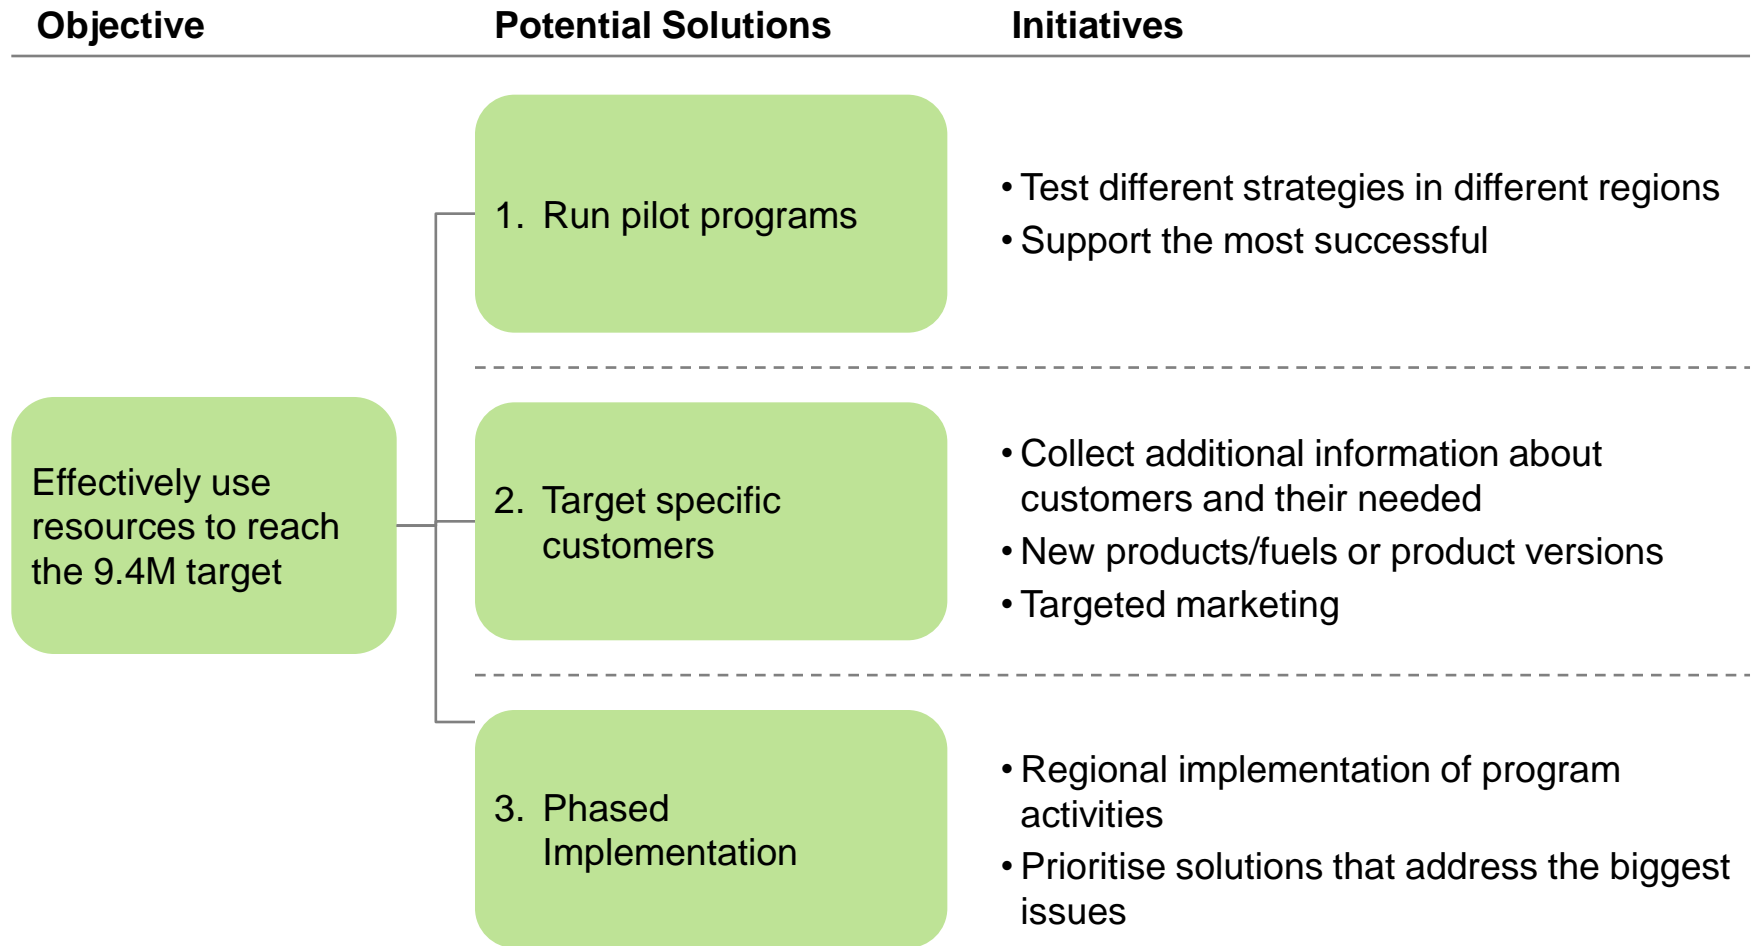 Objective
Potential Solutions
Initiatives
Effectively use
resources to reach
the 9.4M target
1. Run pilot programs
• Test different strategies in different regions
• Support the most successful
2. Target specific
customers
• Collect additional information about
customers and their needed
• New products/fuels or product versions
• Targeted marketing
3. Phased
Implementation
• Regional implementation of program
activities
• Prioritise solutions that address the biggest
issues